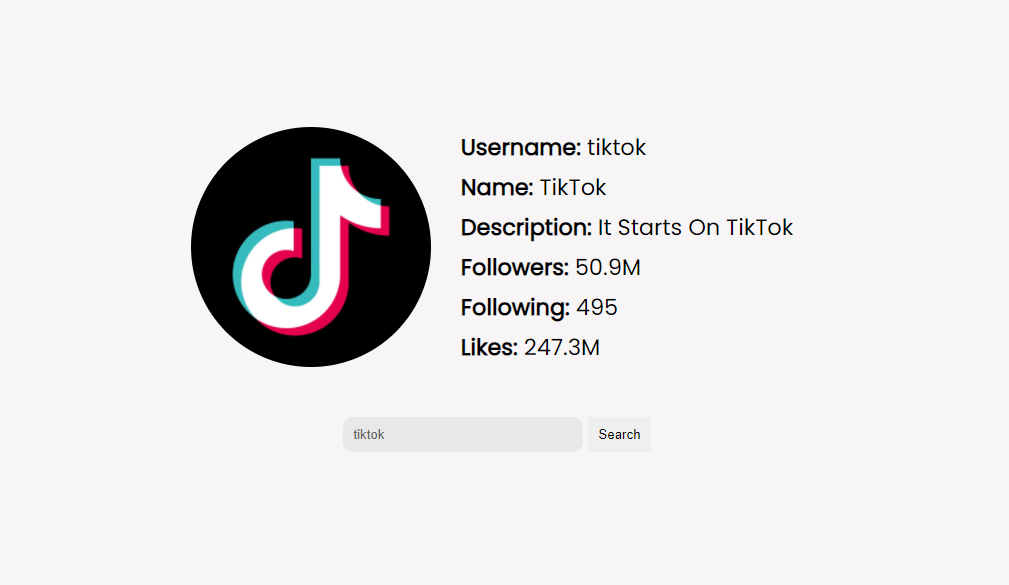 Username: tiktok
Name: TikTok
Description: It Starts On TikTok
Followers: 50.9M
Following: 495
Likes: 247.3M
tiktok
Search